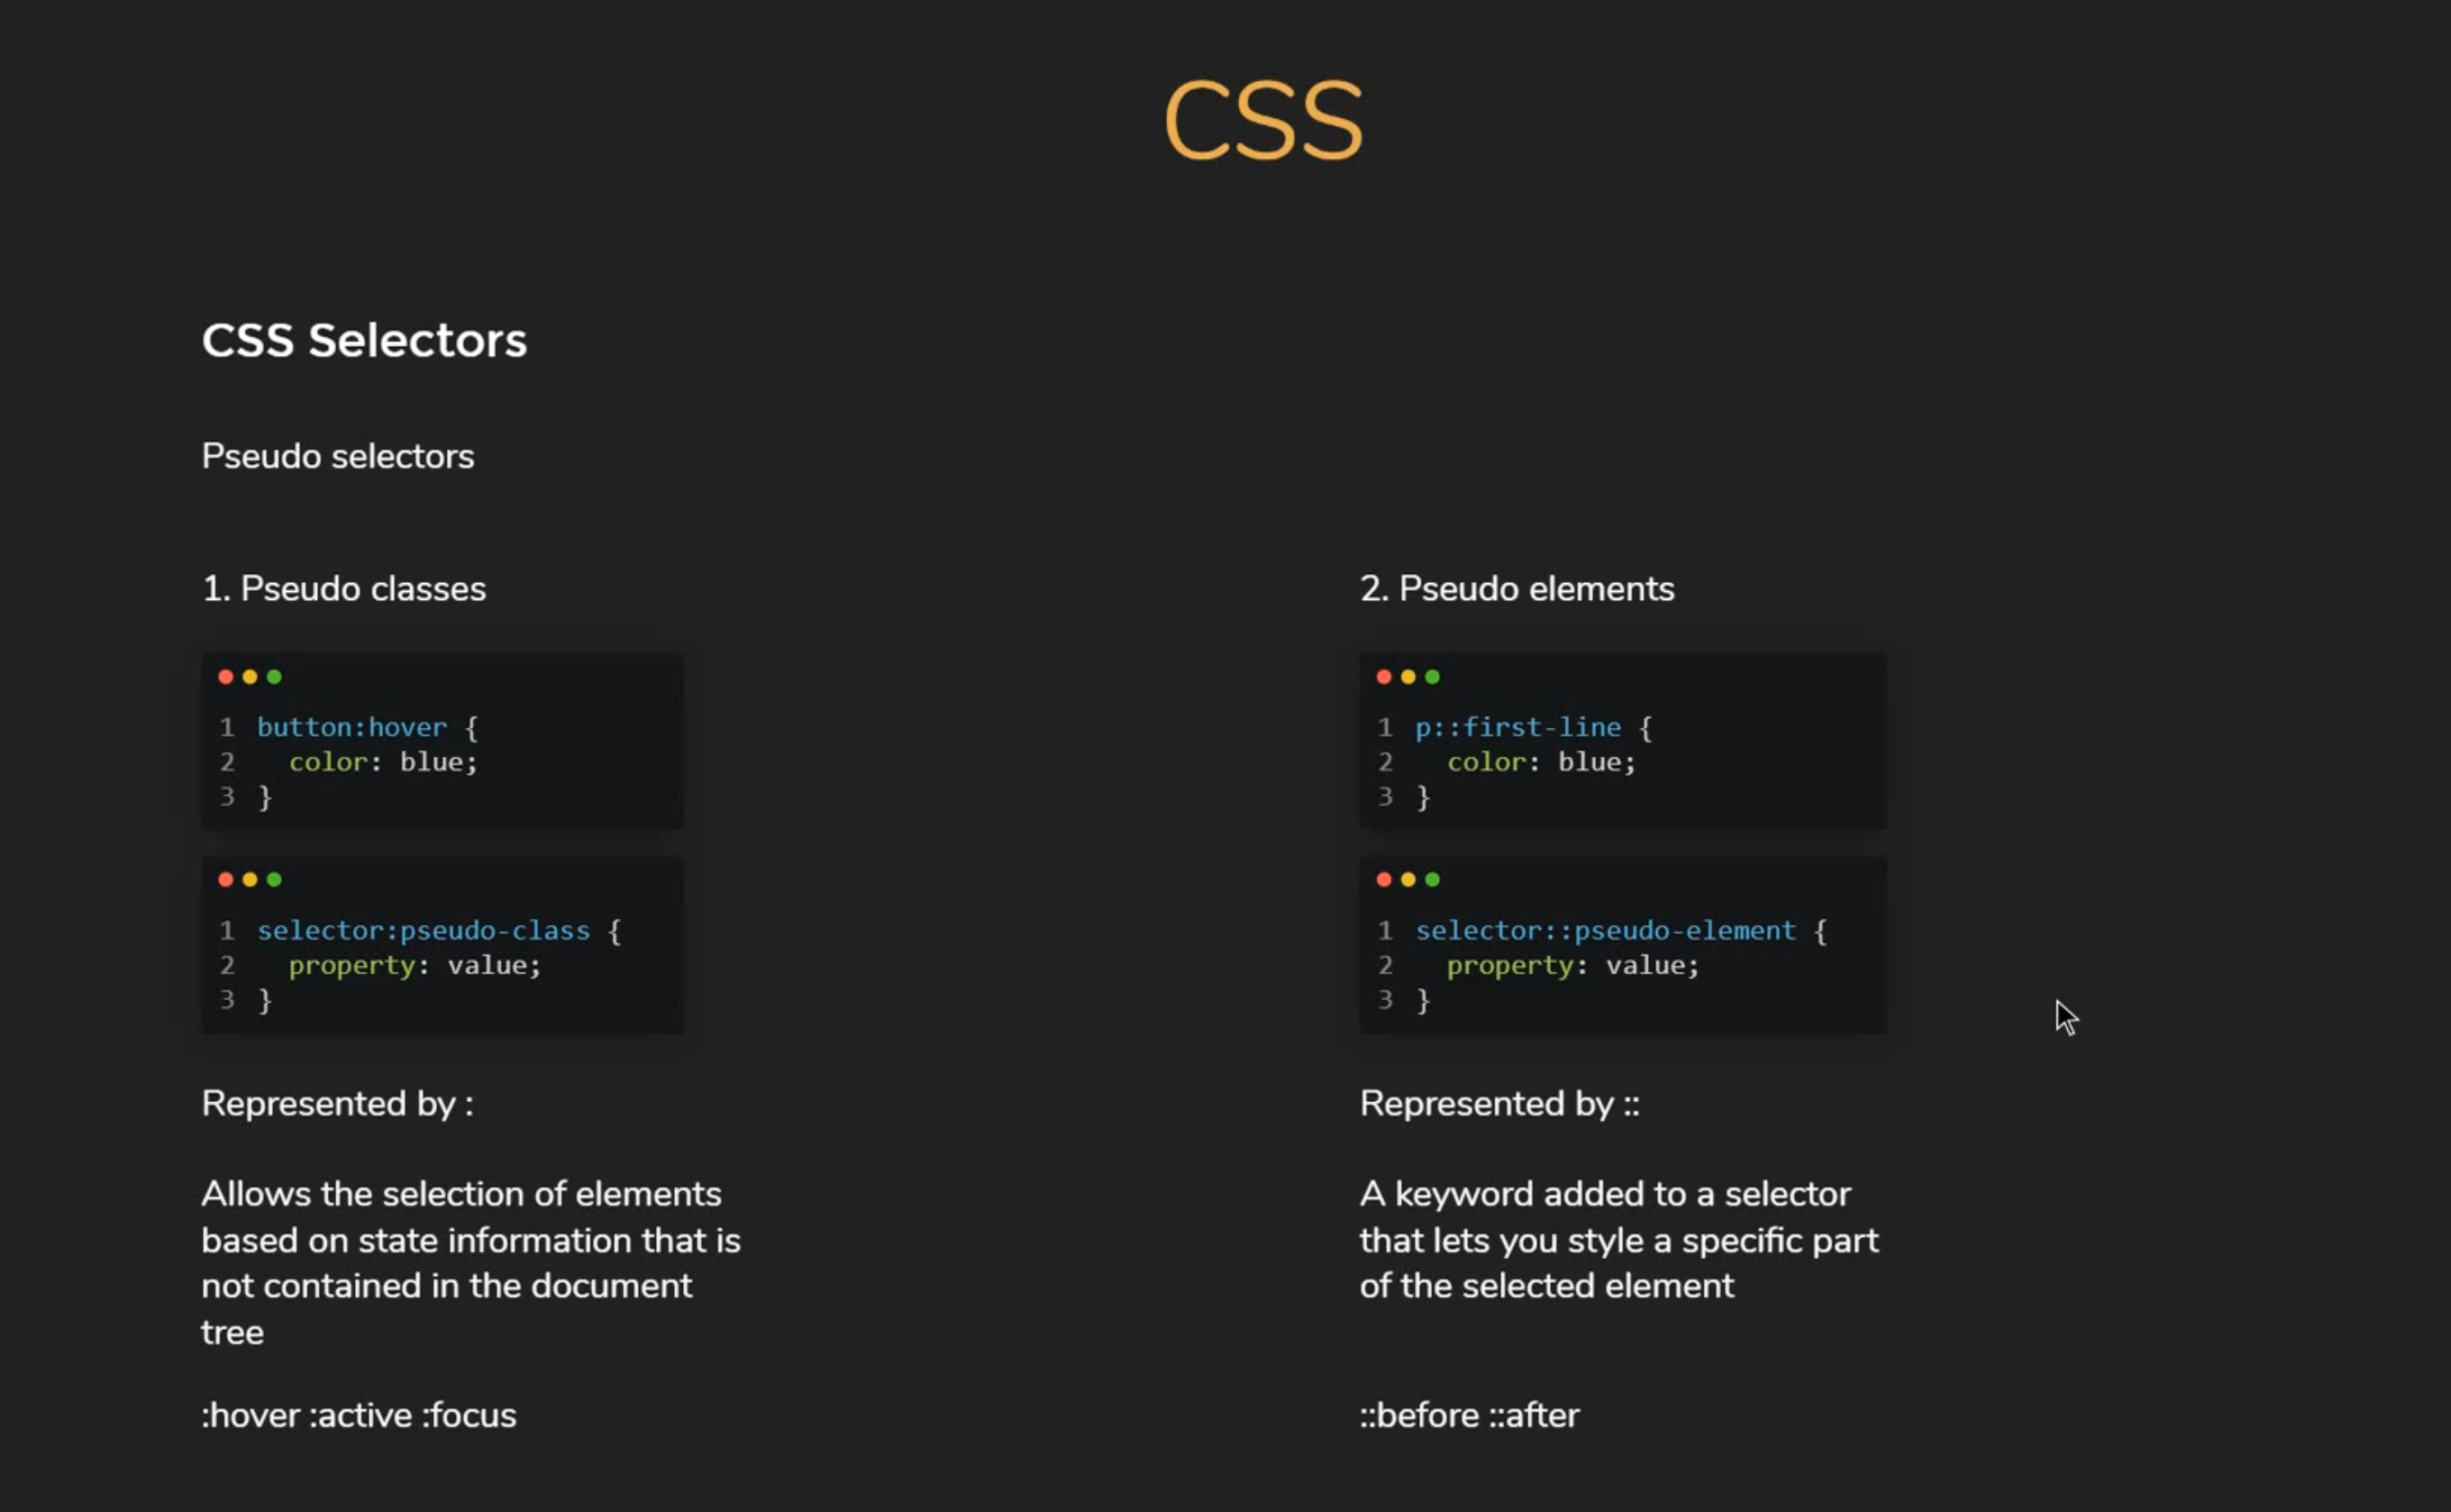 CSS
CSS Selectors
Pseudo selectors
1. Pseudo classes
1 button:hover {
2   color: blue;
3 }
1 selector:pseudo-class {
2   property: value;
3 }
Represented by :
Allows the selection of elements
based on state information that is
not contained in the document
tree
:hover :active :focus
2. Pseudo elements
1 p::first-line {
2   color: blue;
3 }
1 selector::pseudo-element {
2   property: value;
3 }
Represented by ::
A keyword added to a selector
that lets you style a specific part
of the selected element
::before ::after